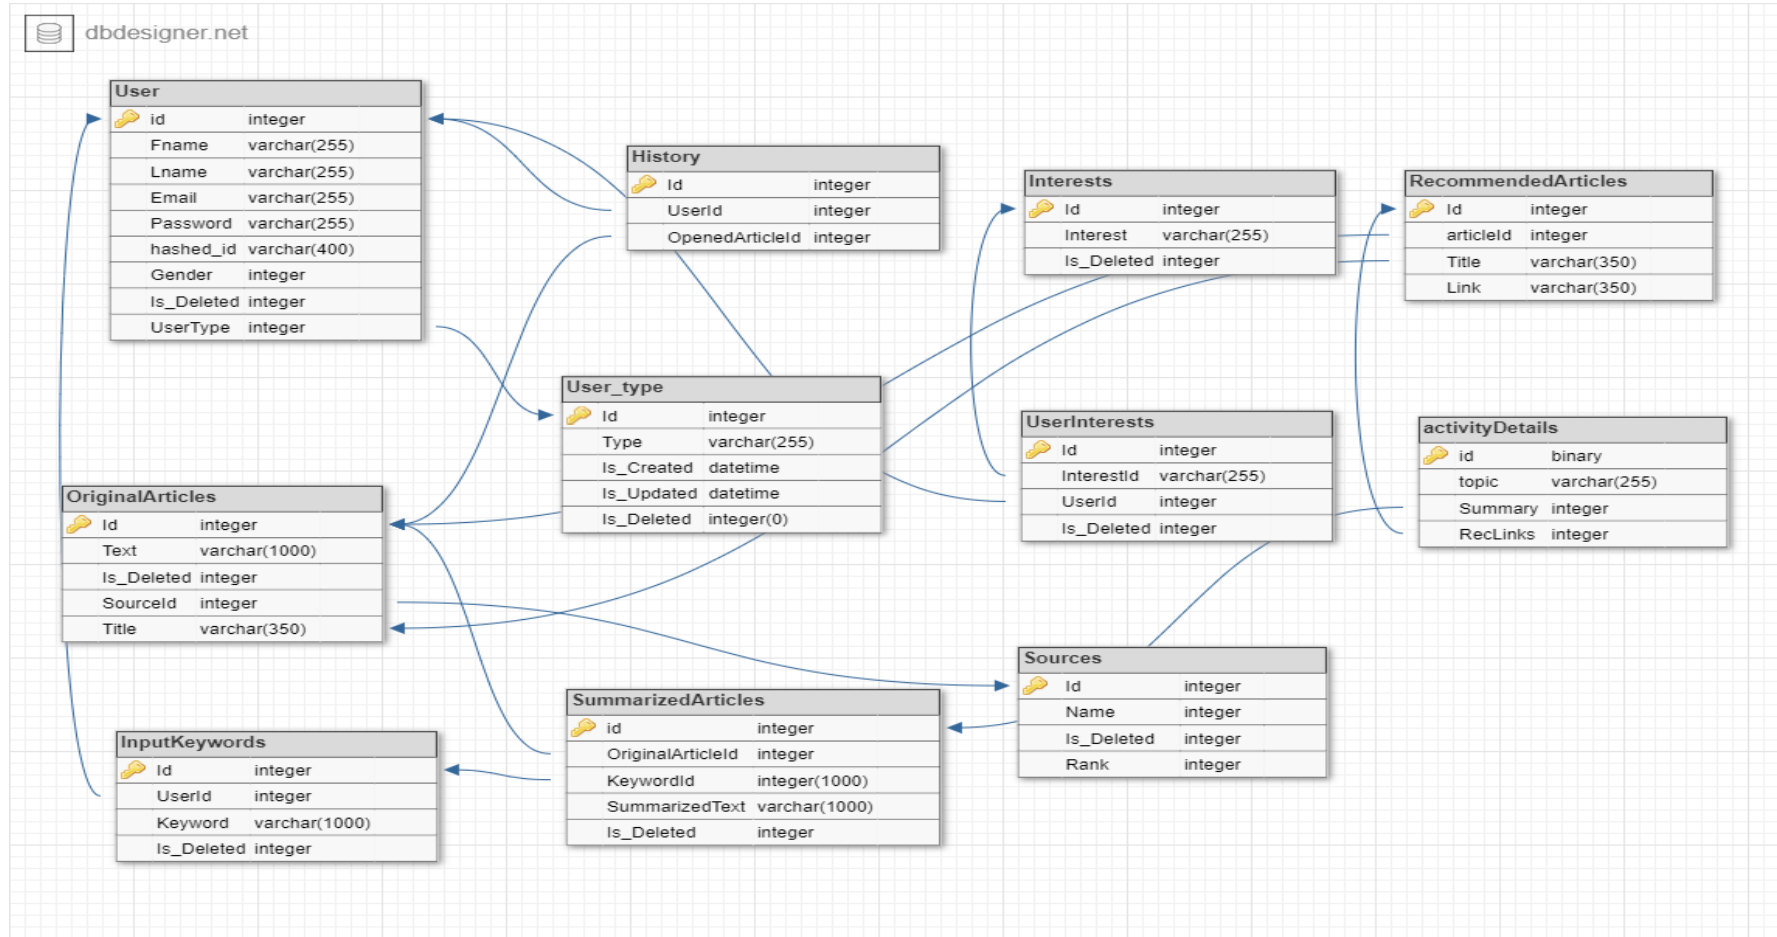 dbdesigner.net
User
id integer
Fname varchar(255)
Lname varchar(255)
Email varchar(255)
Password varchar(255)
hashed_id varchar(400)
Gender integer
Is_Deleted integer
UserType integer
History
Id integer
UserId integer
OpenedArticleId integer
Interests
Id integer
Interest varchar(255)
Is_Deleted integer
RecommendedArticles
Id integer
articleId integer
Title varchar(350)
Link varchar(350)
User_type
Id integer
Type varchar(255)
Is_Created datetime
Is_Updated datetime
Is_Deleted integer(0)
UserInterests
Id integer
InterestId varchar(255)
UserId integer
Is_Deleted integer
activityDetails
id binary
topic varchar(255)
Summary integer
RecLinks integer
OriginalArticles
Id integer
Text varchar(1000)
Is_Deleted integer
SourceId integer
Title varchar(350)
Sources
Id integer
Name integer
Is_Deleted integer
Rank integer
SummarizedArticles
id integer
OriginalArticleId integer
KeywordId integer(1000)
SummarizedText varchar(1000)
Is_Deleted integer
InputKeywords
Id integer
UserId integer
Keyword varchar(1000)
Is_Deleted integer